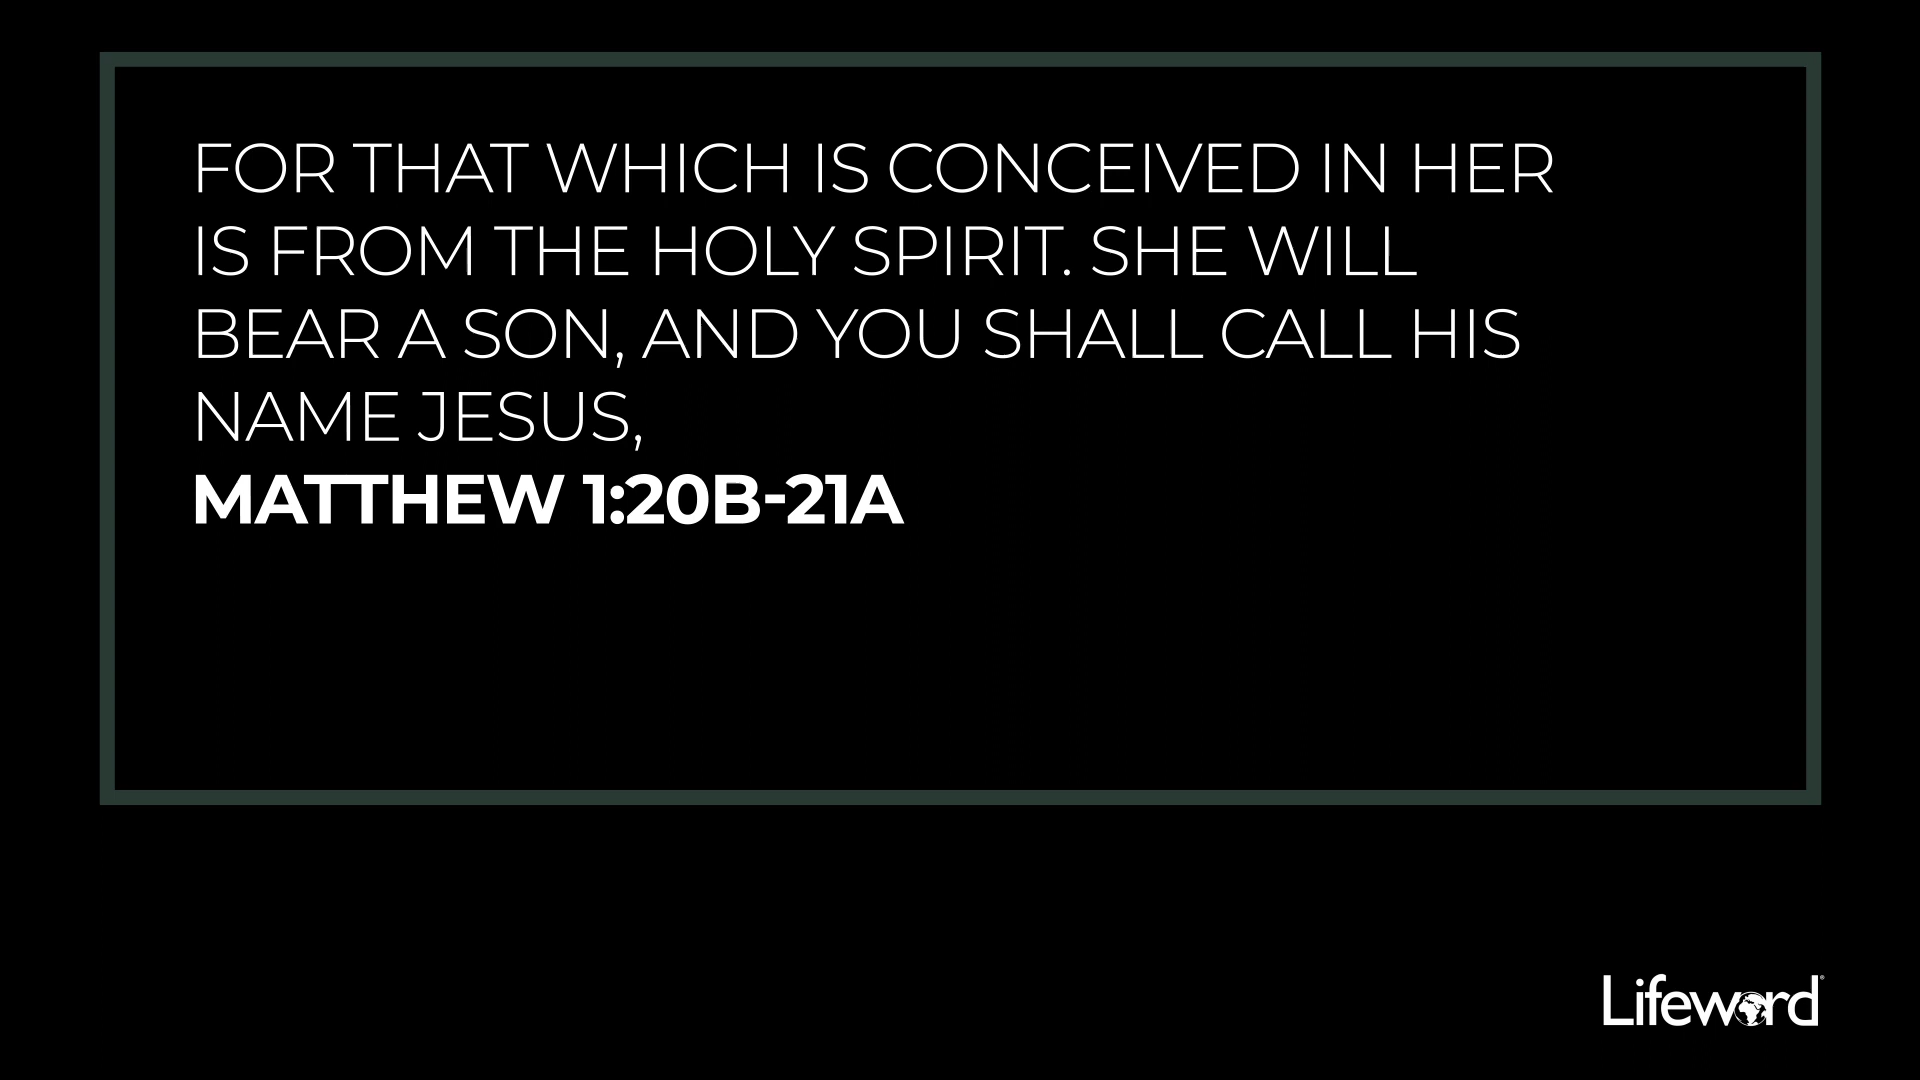 FOR THAT WHICH IS CONCEIVED IN HER
IS FROM THE HOLY SPIRIT. SHE WILL
BEAR A SON, AND YOU SHALL CALL HIS
NAME JESUS,
MATTHEW 1:20B-21A
Lifeword®